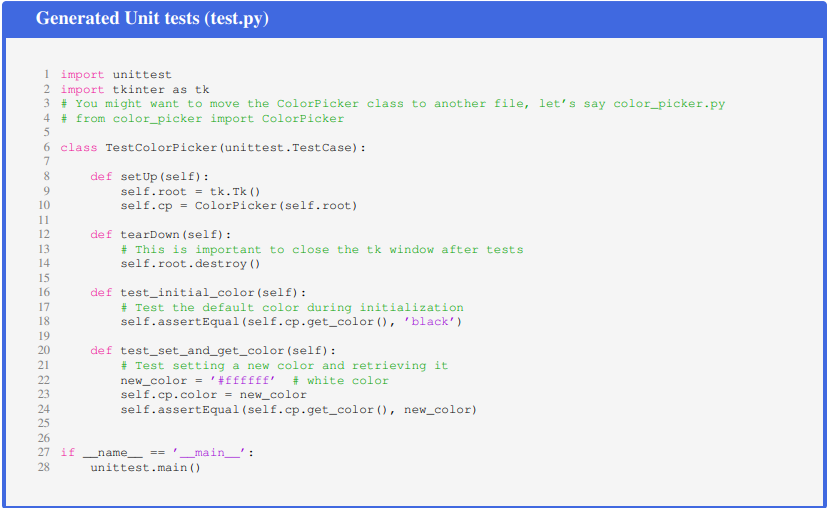 Generated Unit tests (test.py)
1 import unittest
2 import tkinter as tk
3 # You might want to move the ColorPicker class to another file, let’s say color_picker.py
4 # from color_picker import ColorPicker
5
6 class TestColorPicker(unittest.TestCase):
7
8     def setUp(self):
9         self.root = tk.Tk()
10         self.cp = ColorPicker(self.root)
11
12     def tearDown(self):
13         # This is important to close the tk window after tests
14         self.root.destroy()
15
16     def test_initial_color(self):
17         # Test the default color during initialization
18         self.assertEqual(self.cp.get_color(), ’black’)
19
20     def test_set_and_get_color(self):
21         # Test setting a new color and retrieving it
22         new_color = ’#ffffff’  # white color
23         self.cp.color = new_color
24         self.assertEqual(self.cp.get_color(), new_color)
25
26
27 if __name__ == ’__main__’:
28     unittest.main()